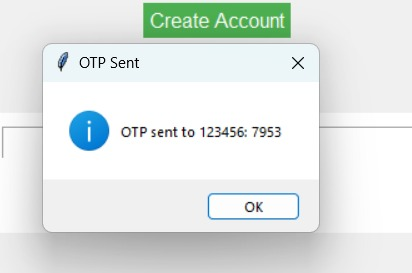 Create Account
OTP Sent
OTP sent to 123456: 7953
OK